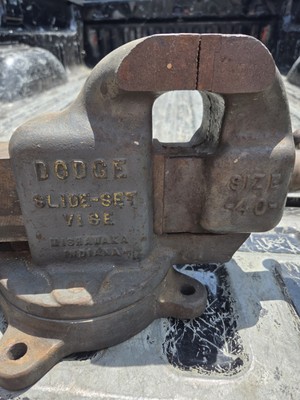 DODGE
SLIDE-SET
VISE
MISHAWAKA
INDIANA
SIZE
-40-